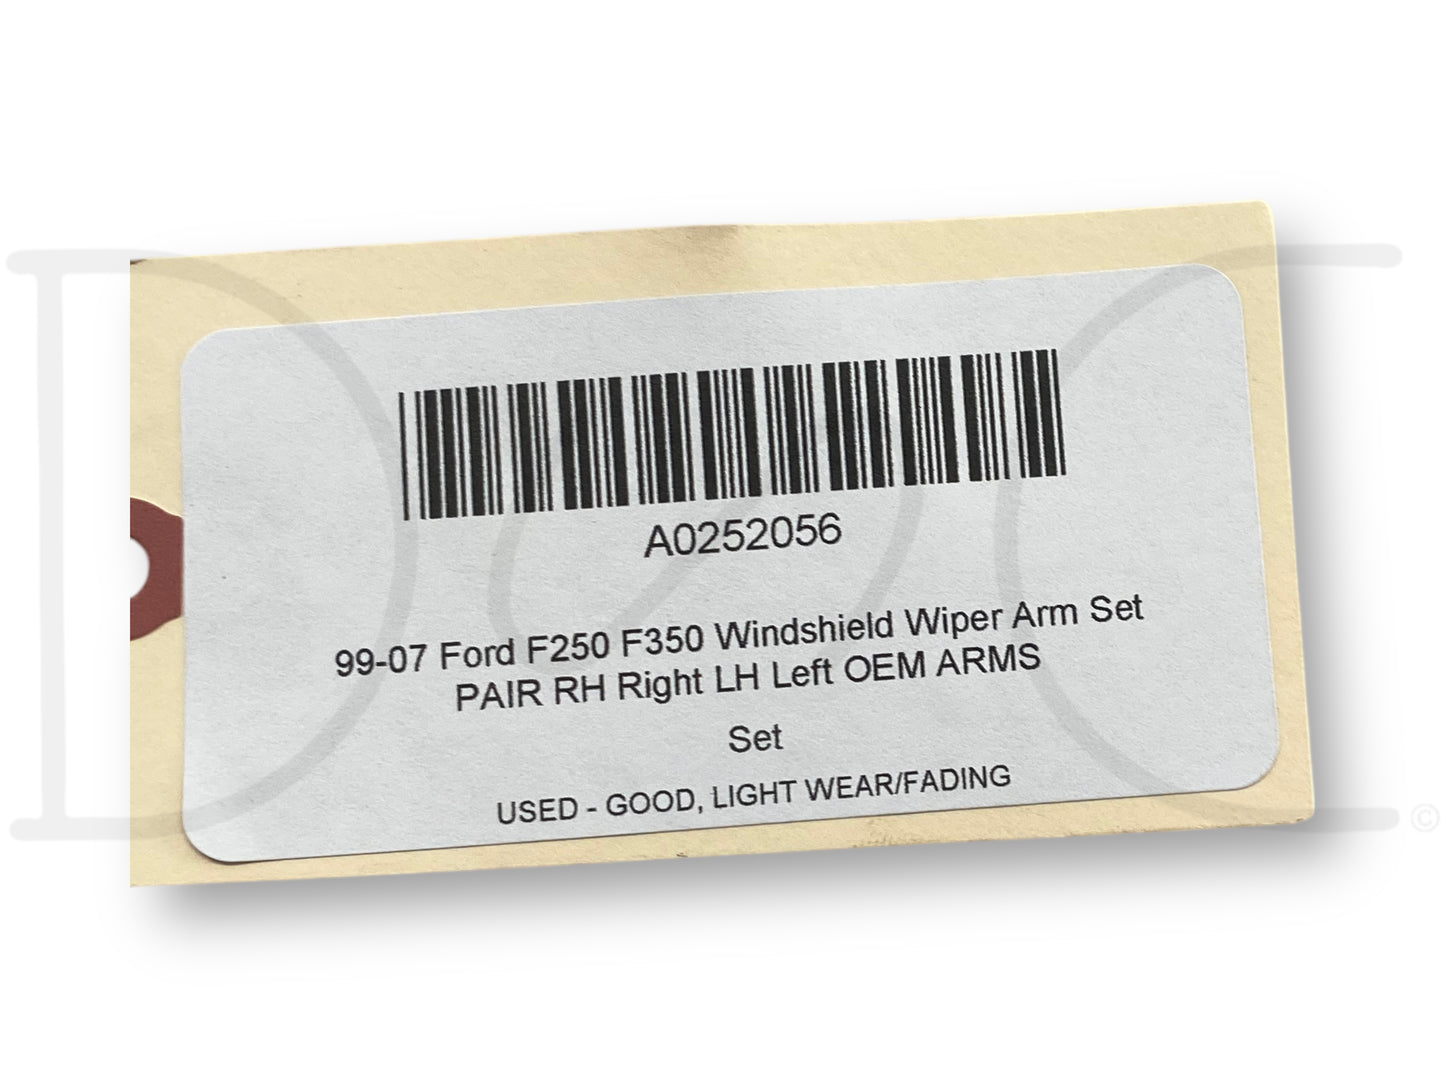 A0252056
99-07 Ford F250 F350 Windshield Wiper Arm Set
PAIR RH Right LH Left OEM ARMS
Set
USED - GOOD, LIGHT WEAR/FADING
©